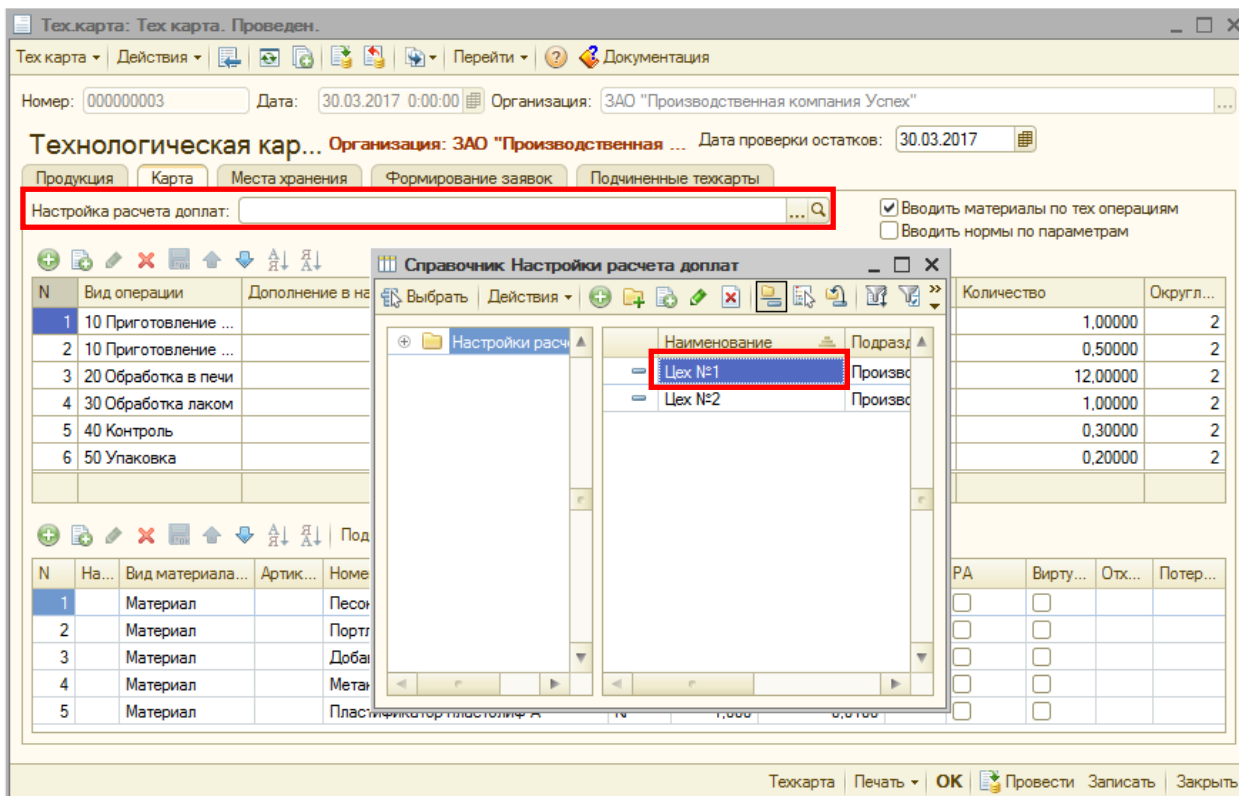 Тех.карта: Тех карта. Проведен.
Тех карта Действия Перейти Документация
Номер: 000000003 Дата: 30.03.2017 0:00:00 Организация: ЗАО "Производственная компания Успех"
Технологическая кар... Организация: ЗАО "Производственная ... Дата проверки остатков: 30.03.2017
Продукция Карта Места хранения Формирование заявок Подчиненные техкарты
Настройка расчета доплат: ... Вводить материалы по тех операциям
Вводить нормы по параметрам
Справочник Настройки расчета доплат
N Вид операции Дополнение в на Выбрать Действия Количество Округл...
1 10 Приготовление ... 1,00000 2
Настройки расч Наименование Подразд
2 10 Приготовление ... 0,50000 2
Цех №1 Произво
3 20 Обработка в печи 12,00000 2
Цех №2 Произво
4 30 Обработка лаком 1,00000 2
5 40 Контроль 0,30000 2
6 50 Упаковка 0,20000 2
Под
N На... Вид материала... Артик... Номе РА Вирту... Отх... Потер...
1 Материал Песок
2 Материал Портл
3 Материал Доба
4 Материал Мета
5 Материал
Техкарта Печать OK Провести Записать Закрыть